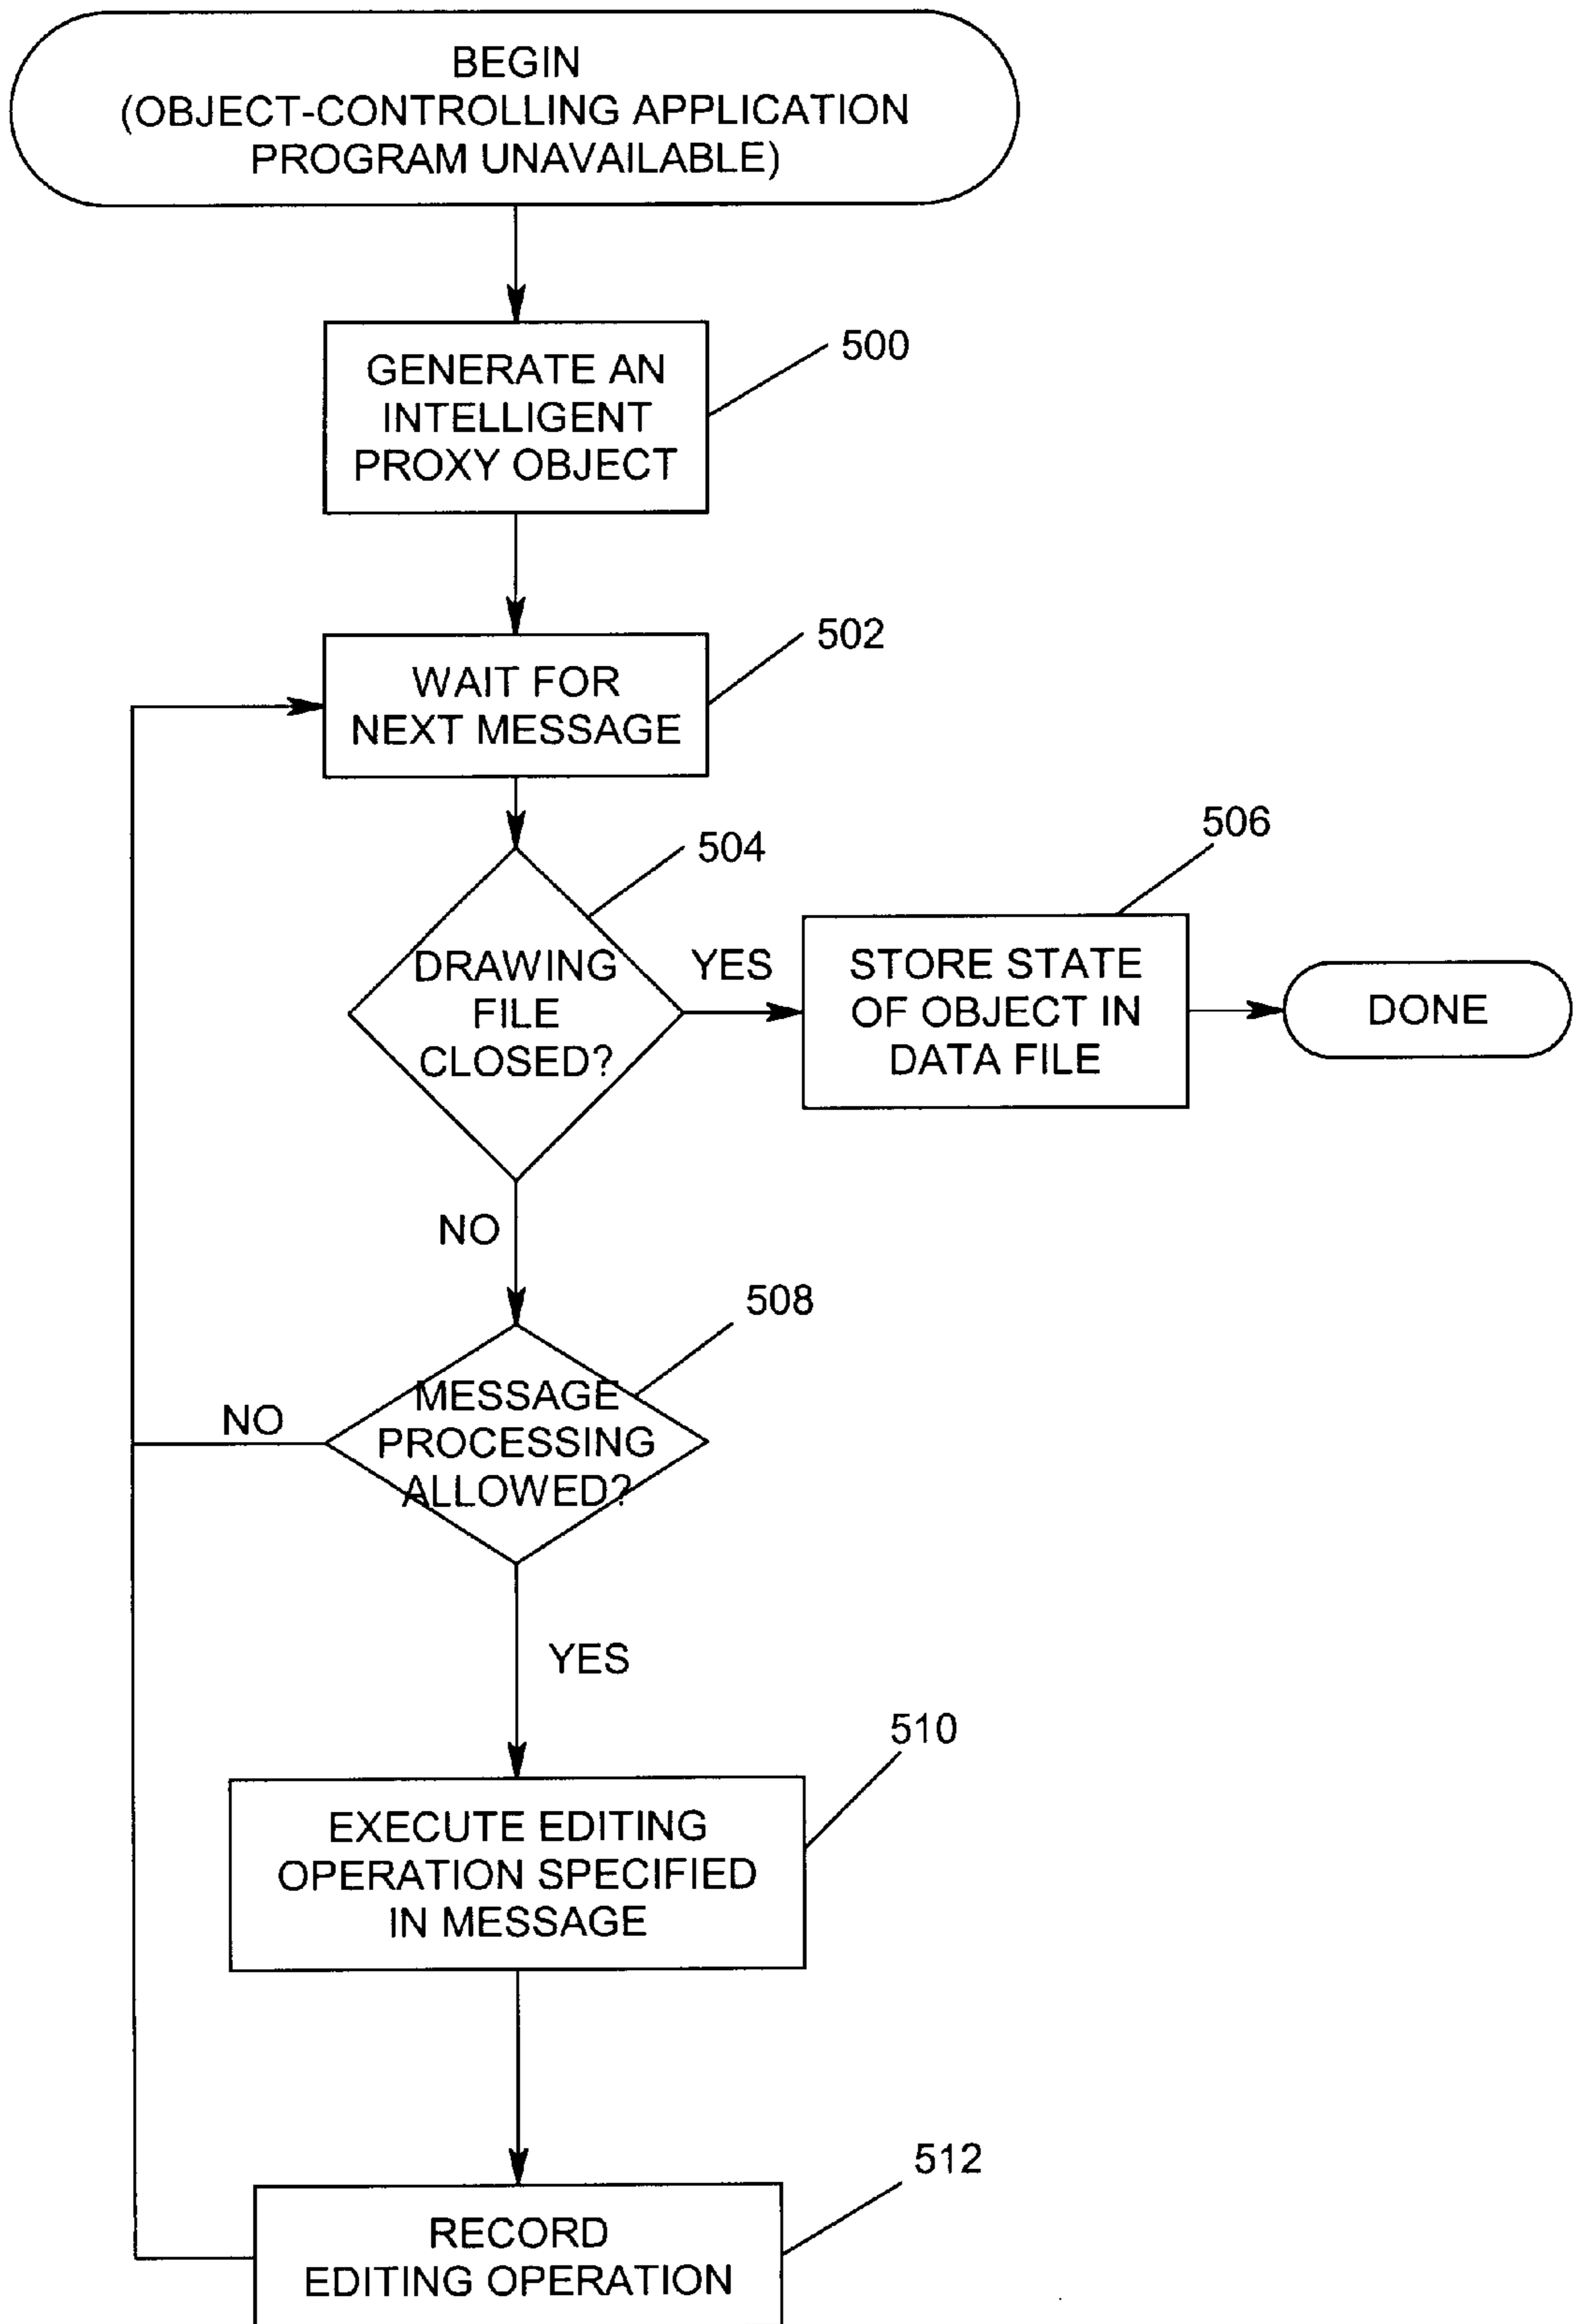 BEGIN
(OBJECT-CONTROLLING APPLICATION
PROGRAM UNAVAILABLE)
500
GENERATE AN
INTELLIGENT
PROXY OBJECT
502
WAIT FOR
NEXT MESSAGE
504
506
DRAWING
FILE
CLOSED?
YES
STORE STATE
OF OBJECT IN
DATA FILE
DONE
NO
508
MESSAGE
PROCESSING
ALLOWED?
NO
YES
510
EXECUTE EDITING
OPERATION SPECIFIED
IN MESSAGE
512
RECORD
EDITING OPERATION